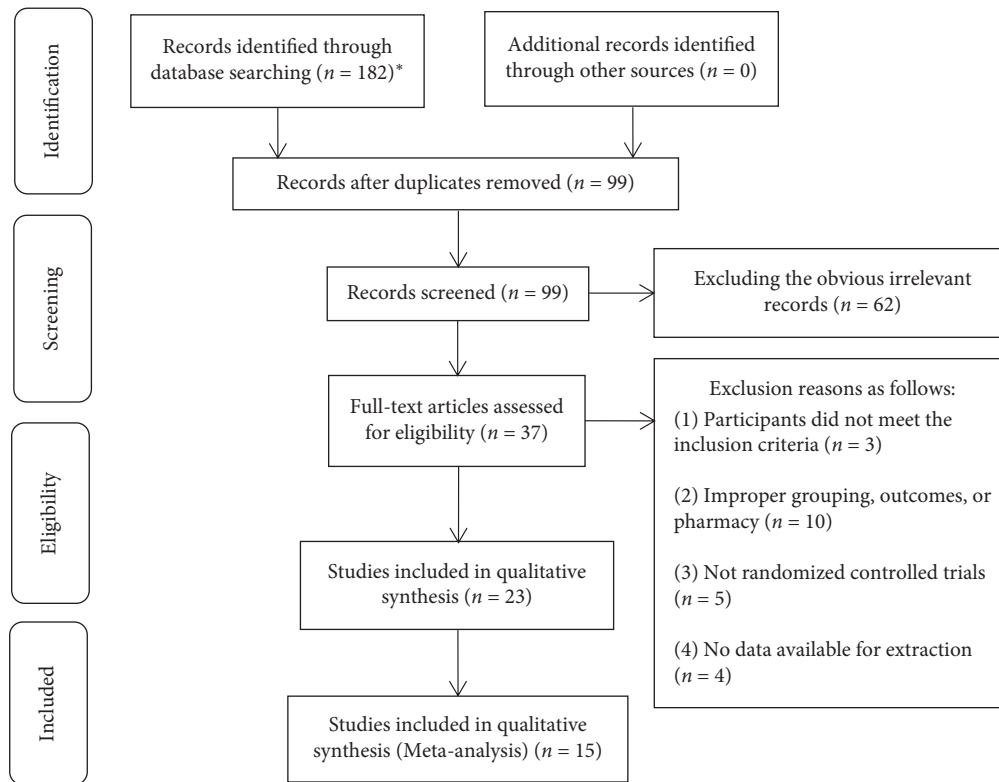 Identification
Records identified through
database searching (n = 182)*
Additional records identified
through other sources (n = 0)
Records after duplicates removed (n = 99)
Screening
Records screened (n = 99)
Excluding the obvious irrelevant
records (n = 62)
Eligibility
Full-text articles assessed
for eligibility (n = 37)
Exclusion reasons as follows:
(1) Participants did not meet the
inclusion criteria (n = 3)
(2) Improper grouping, outcomes, or
pharmacy (n = 10)
(3) Not randomized controlled trials
(n = 5)
(4) No data available for extraction
(n = 4)
Studies included in qualitative
synthesis (n = 23)
Included
Studies included in qualitative
synthesis (Meta-analysis) (n = 15)